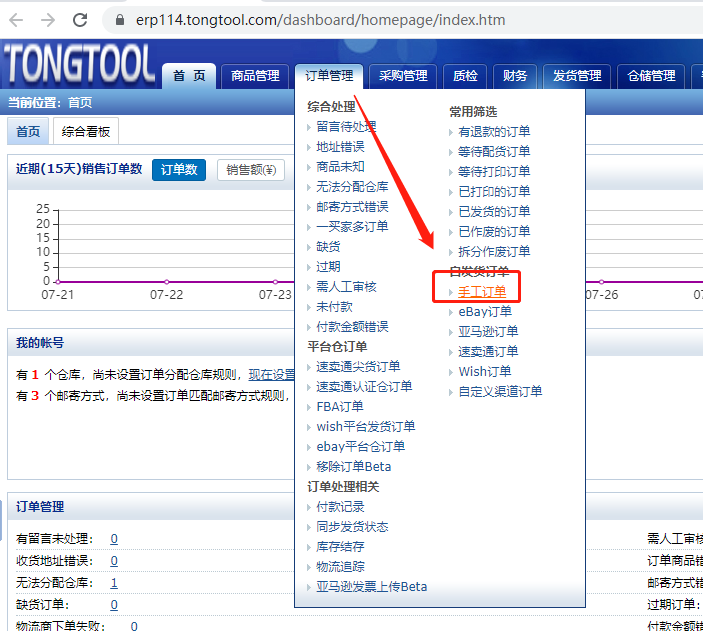 erp114.tongtool.com/dashboard/homepage/index.htm
TONGTOOL
首 页 商品管理 订单管理 采购管理 质检 财务 发货管理 仓储管理
当前位置: 首页
首页 综合看板
近期(15天)销售订单数 订单数 销售额(¥)
25
20
15
10
5
0
07-21 07-22 07-23 07-26 07-
我的帐号
有 1 个仓库，尚未设置订单分配仓库规则，现在设置
有 3 个邮寄方式，尚未设置订单匹配邮寄方式规则，
订单管理
有留言未处理: 0
收货地址错误: 0
无法分配仓库: 1
缺货订单: 0
物流商下单失败: 0
需人工审核
订单商品错
邮寄方式错
过期订单:
付款金额错
综合处理
留言待处理
地址错误
商品未知
无法分配仓库
邮寄方式错误
一买家多订单
缺货
过期
需人工审核
未付款
付款金额错误
平台仓订单
速卖通尖货订单
速卖通认证仓订单
FBA订单
wish平台发货订单
ebay平台仓订单
移除订单Beta
订单处理相关
付款记录
同步发货状态
库存结存
物流追踪
亚马逊发票上传Beta
常用筛选
有退款的订单
等待配货订单
等待打印订单
已打印的订单
已发货的订单
已作废的订单
拆分作废订单
自发货订单
手工订单
eBay订单
亚马逊订单
速卖通订单
Wish订单
自定义渠道订单